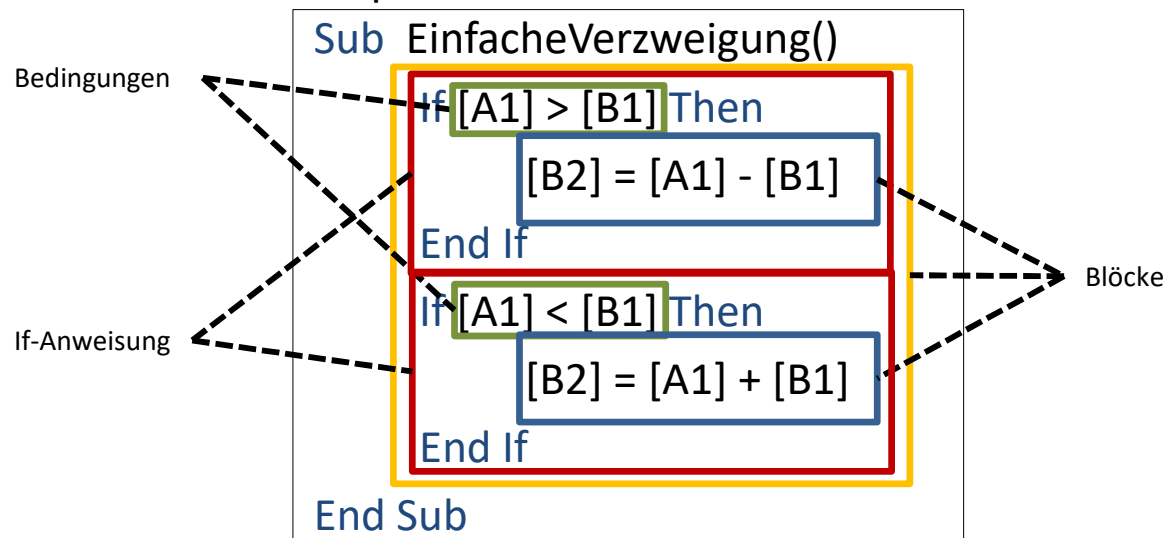 Sub EinfacheVerzweigung()
Bedingungen
If [A1] > [B1] Then
[B2] = [A1] - [B1]
End If
Blöcke
If [A1] < [B1] Then
If-Anweisung
[B2] = [A1] + [B1]
End If
End Sub